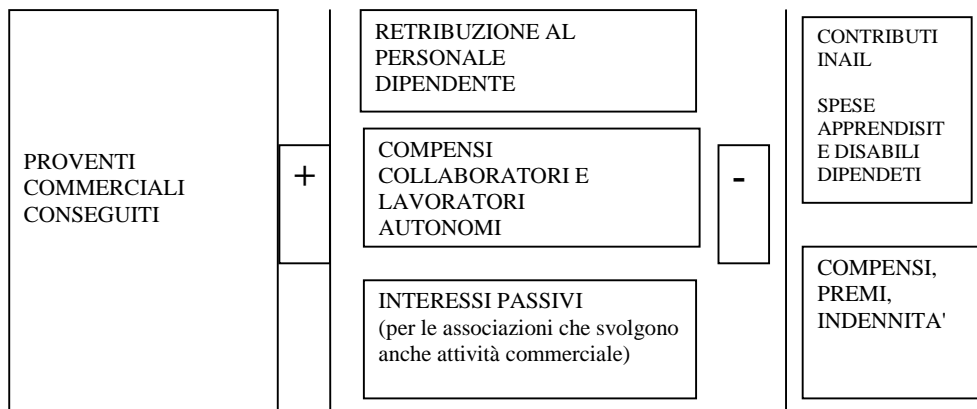 PROVENTI
COMMERCIALI
CONSEGUITI
+
RETRIBUZIONE AL
PERSONALE
DIPENDENTE
COMPENSI
COLLABORATORI E
LAVORATORI
AUTONOMI
INTERESSI PASSIVI
(per le associazioni che svolgono
anche attività commerciale)
-
CONTRIBUTI
INAIL
SPESE
APPRENDISIT
E DISABILI
DIPENDETI
COMPENSI,
PREMI,
INDENNITA'